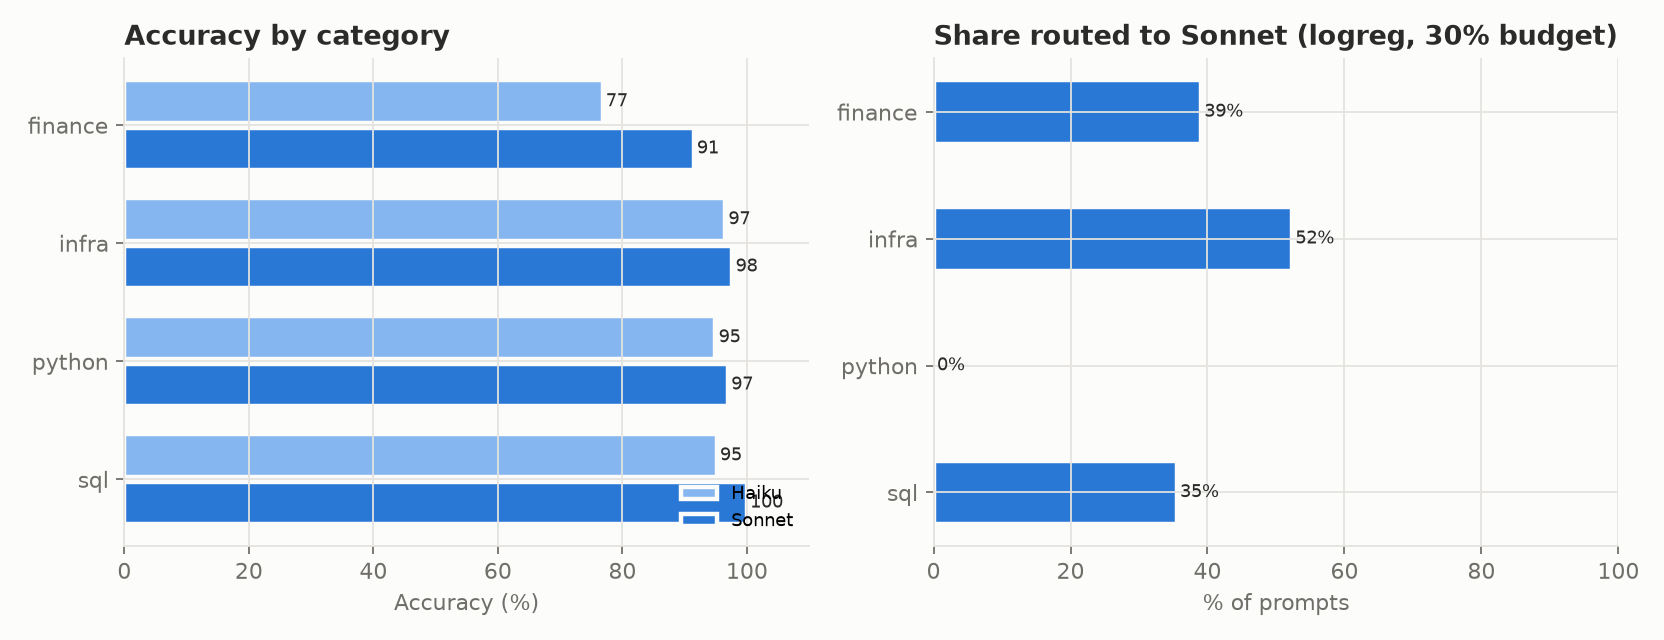 Accuracy by category
finance
77
91
infra
97
98
python
95
97
sql
95
100
Haiku
Sonnet
0 20 40 60 80 100
Accuracy (%)
Share routed to Sonnet (logreg, 30% budget)
finance
39%
infra
52%
python
0%
sql
35%
0 20 40 60 80 100
% of prompts